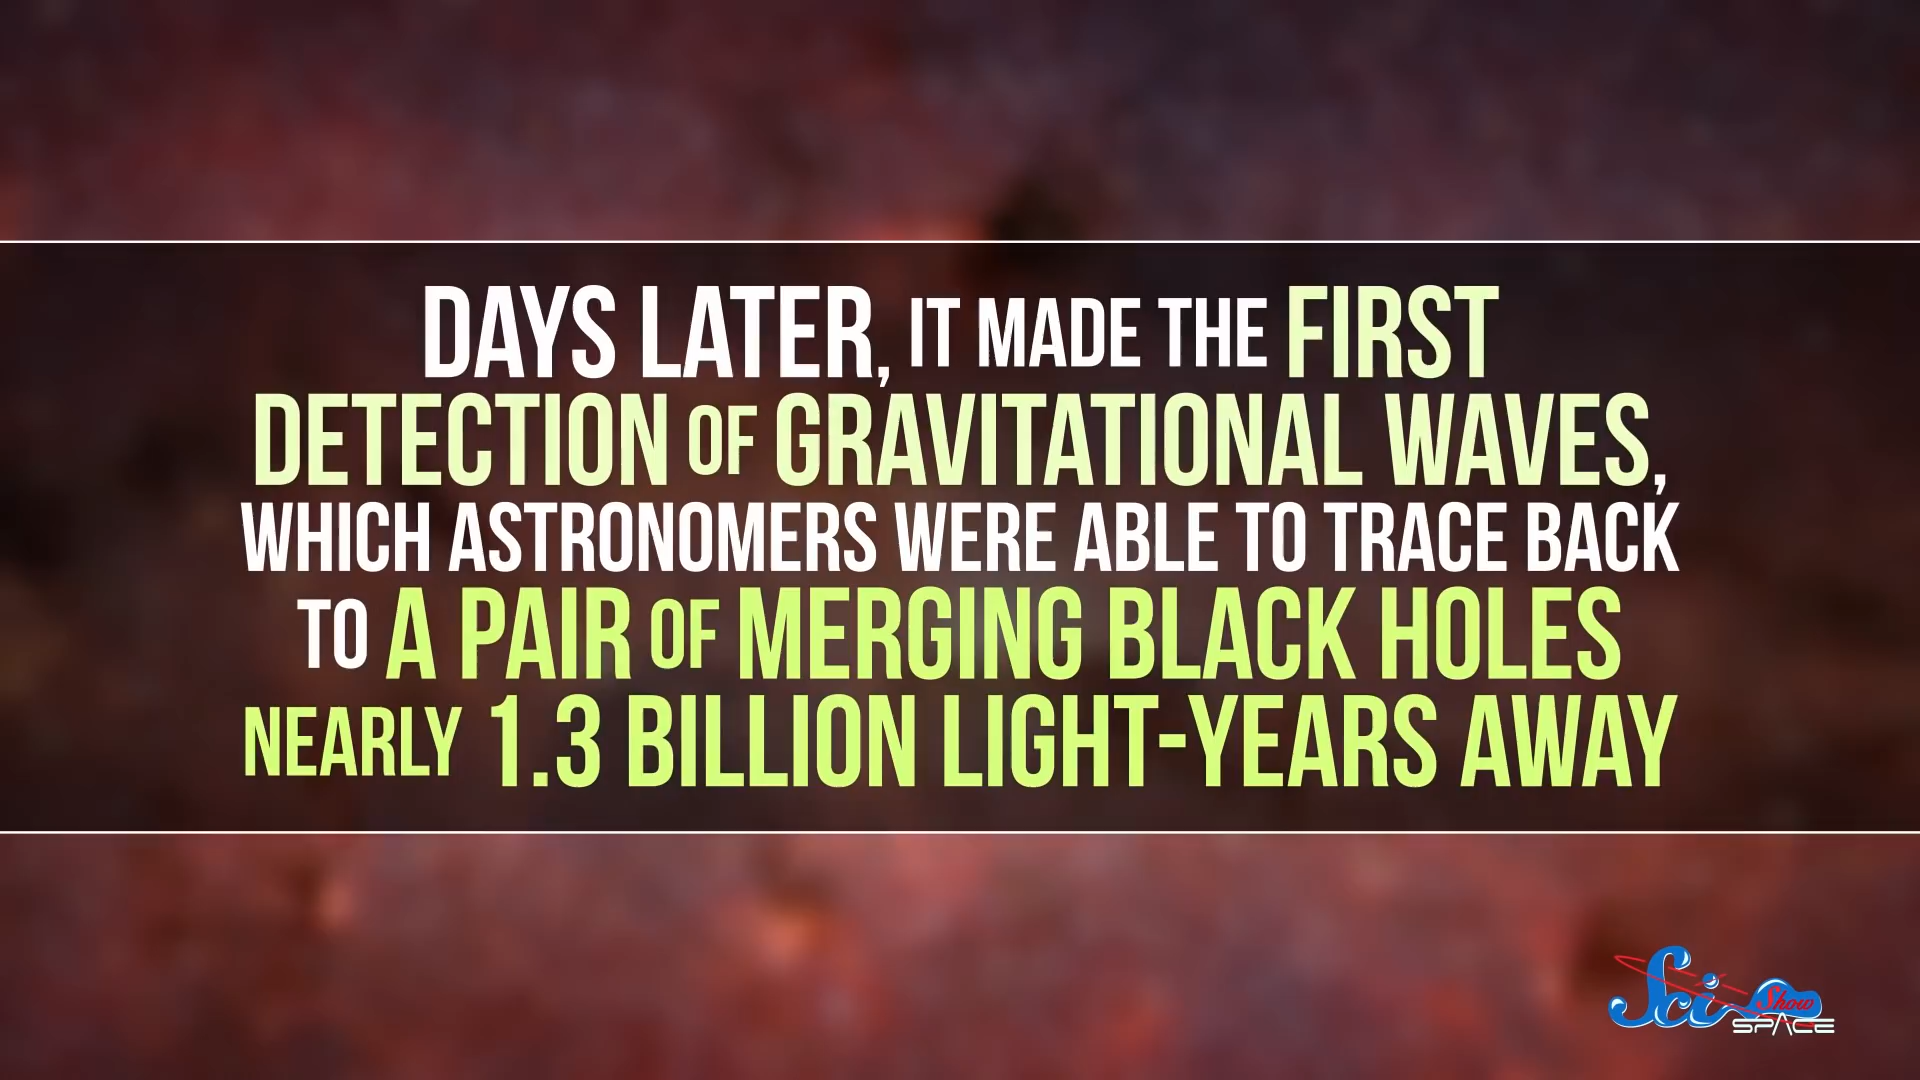 DAYS LATER, IT MADE THE FIRST
DETECTION OF GRAVITATIONAL WAVES,
WHICH ASTRONOMERS WERE ABLE TO TRACE BACK
TO A PAIR OF MERGING BLACK HOLES
NEARLY 1.3 BILLION LIGHT-YEARS AWAY
Sci Show
SPACE